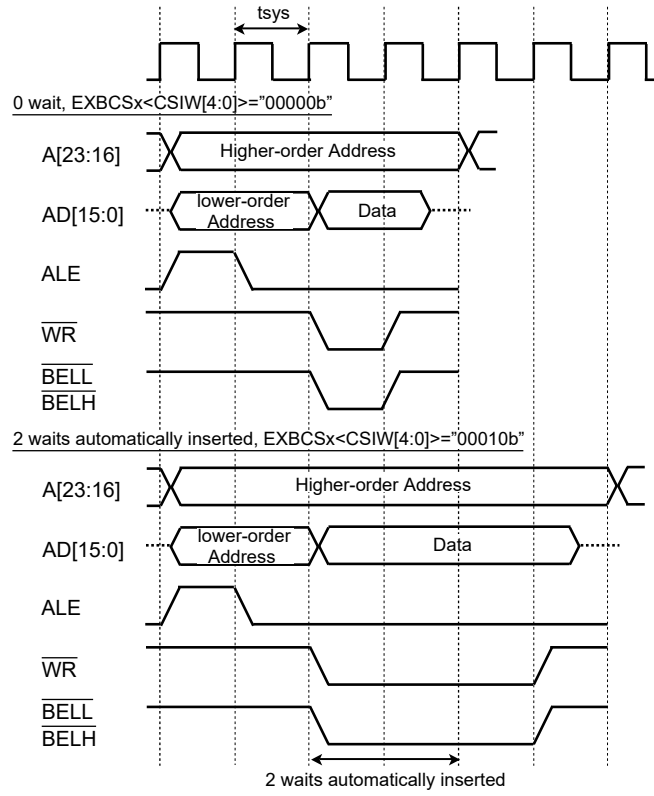 tsys
0 wait, EXBCSx<CSIW[4:0]>="00000b"
A[23:16]
Higher-order Address
AD[15:0]
lower-order
Address
Data
ALE
WR
BELL
BELH
2 waits automatically inserted, EXBCSx<CSIW[4:0]>="00010b"
A[23:16]
Higher-order Address
AD[15:0]
lower-order
Address
Data
ALE
WR
BELL
BELH
2 waits automatically inserted